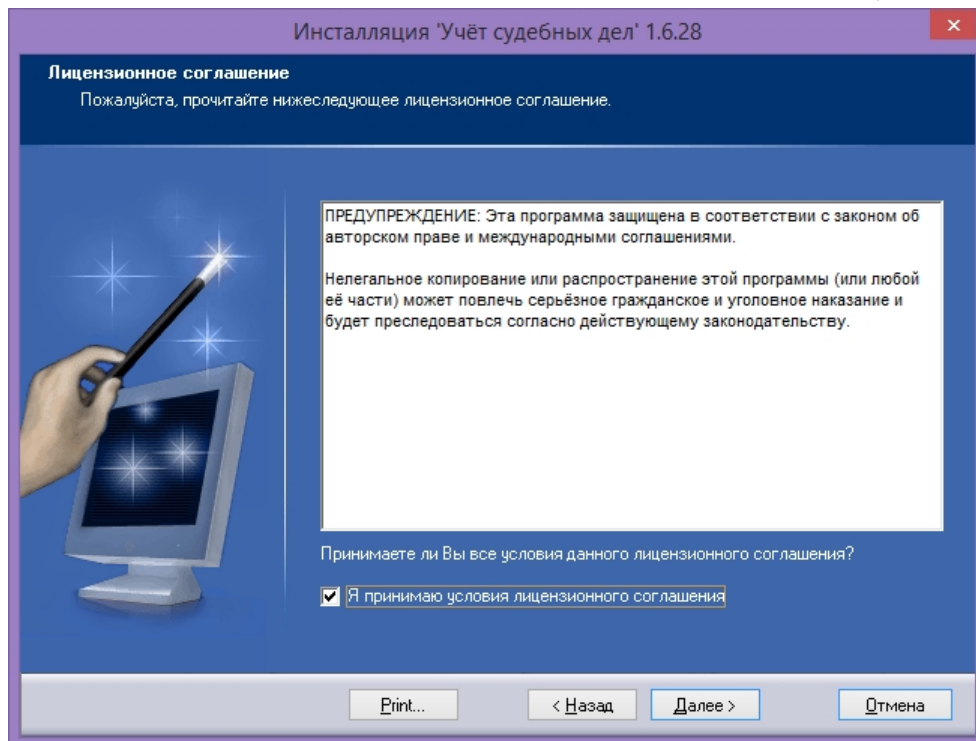 Инсталляция 'Учёт судебных дел' 1.6.28
Лицензионное соглашение
Пожалуйста, прочитайте нижеследующее лицензионное соглашение.
ПРЕДУПРЕЖДЕНИЕ: Эта программа защищена в соответствии с законом об
авторском праве и международными соглашениями.
Нелегальное копирование или распространение этой программы (или любой
её части) может повлечь серьёзное гражданское и уголовное наказание и
будет преследоваться согласно действующему законодательству.
Принимаете ли Вы все условия данного лицензионного соглашения?
Я принимаю условия лицензионного соглашения
Print...
< Назад
Далее >
Отмена